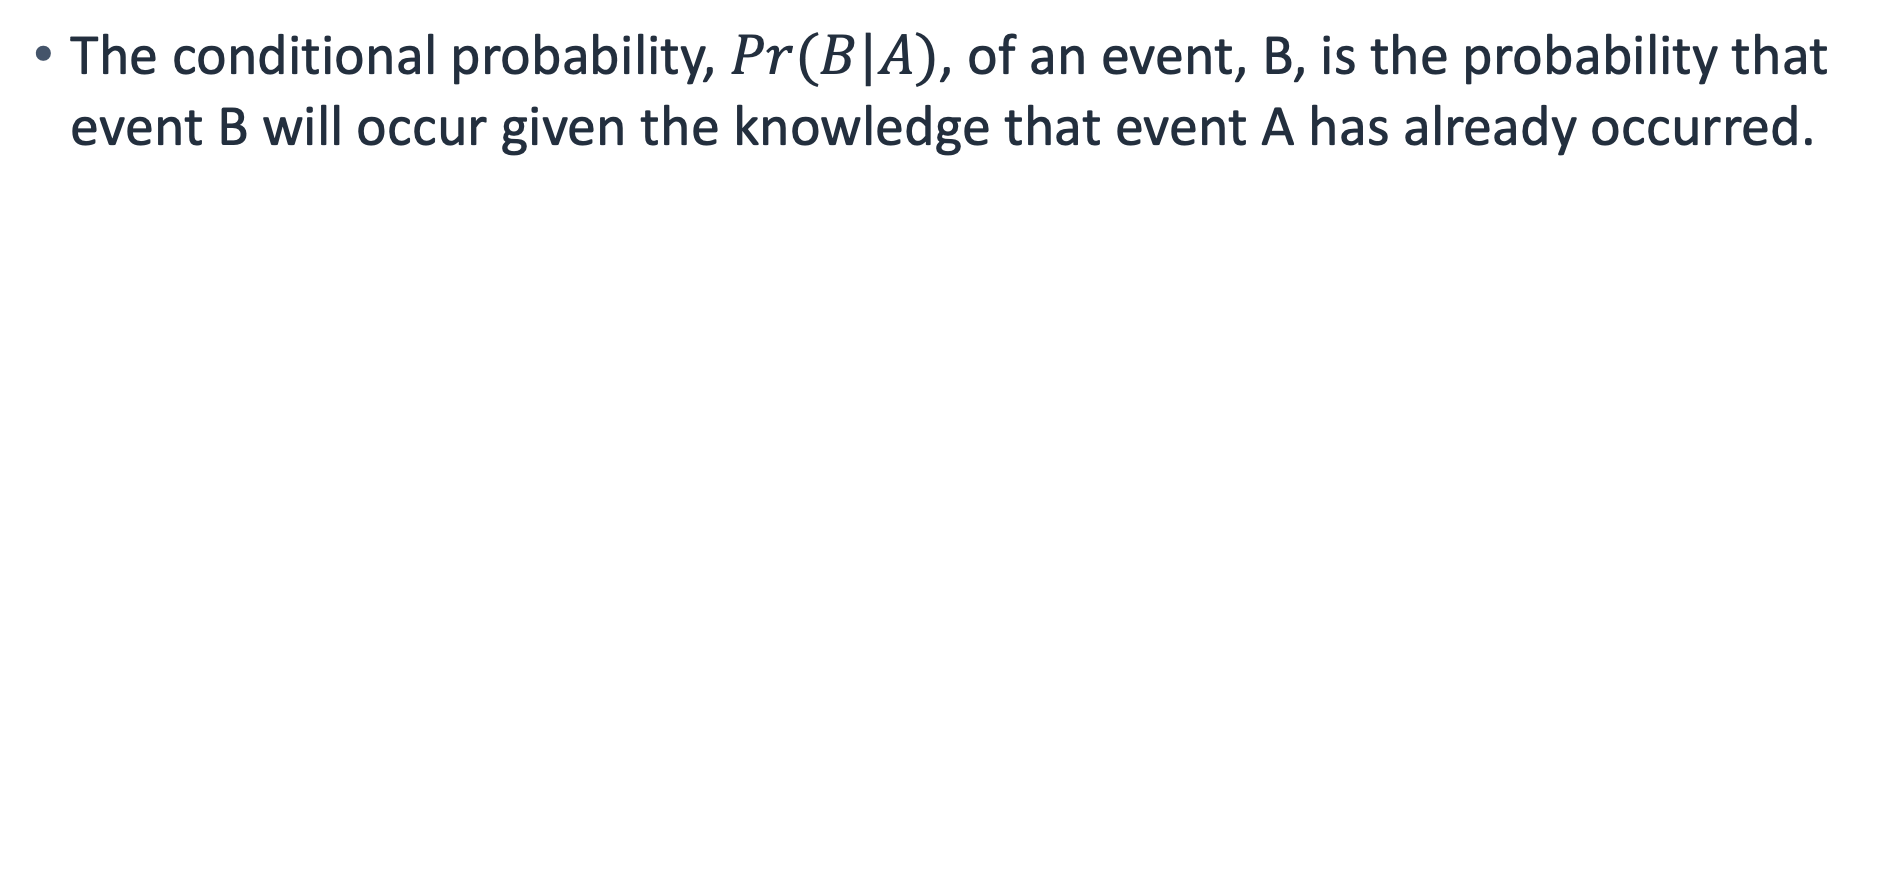 • The conditional probability, Pr(B|A), of an event, B, is the probability that
event B will occur given the knowledge that event A has already occurred.